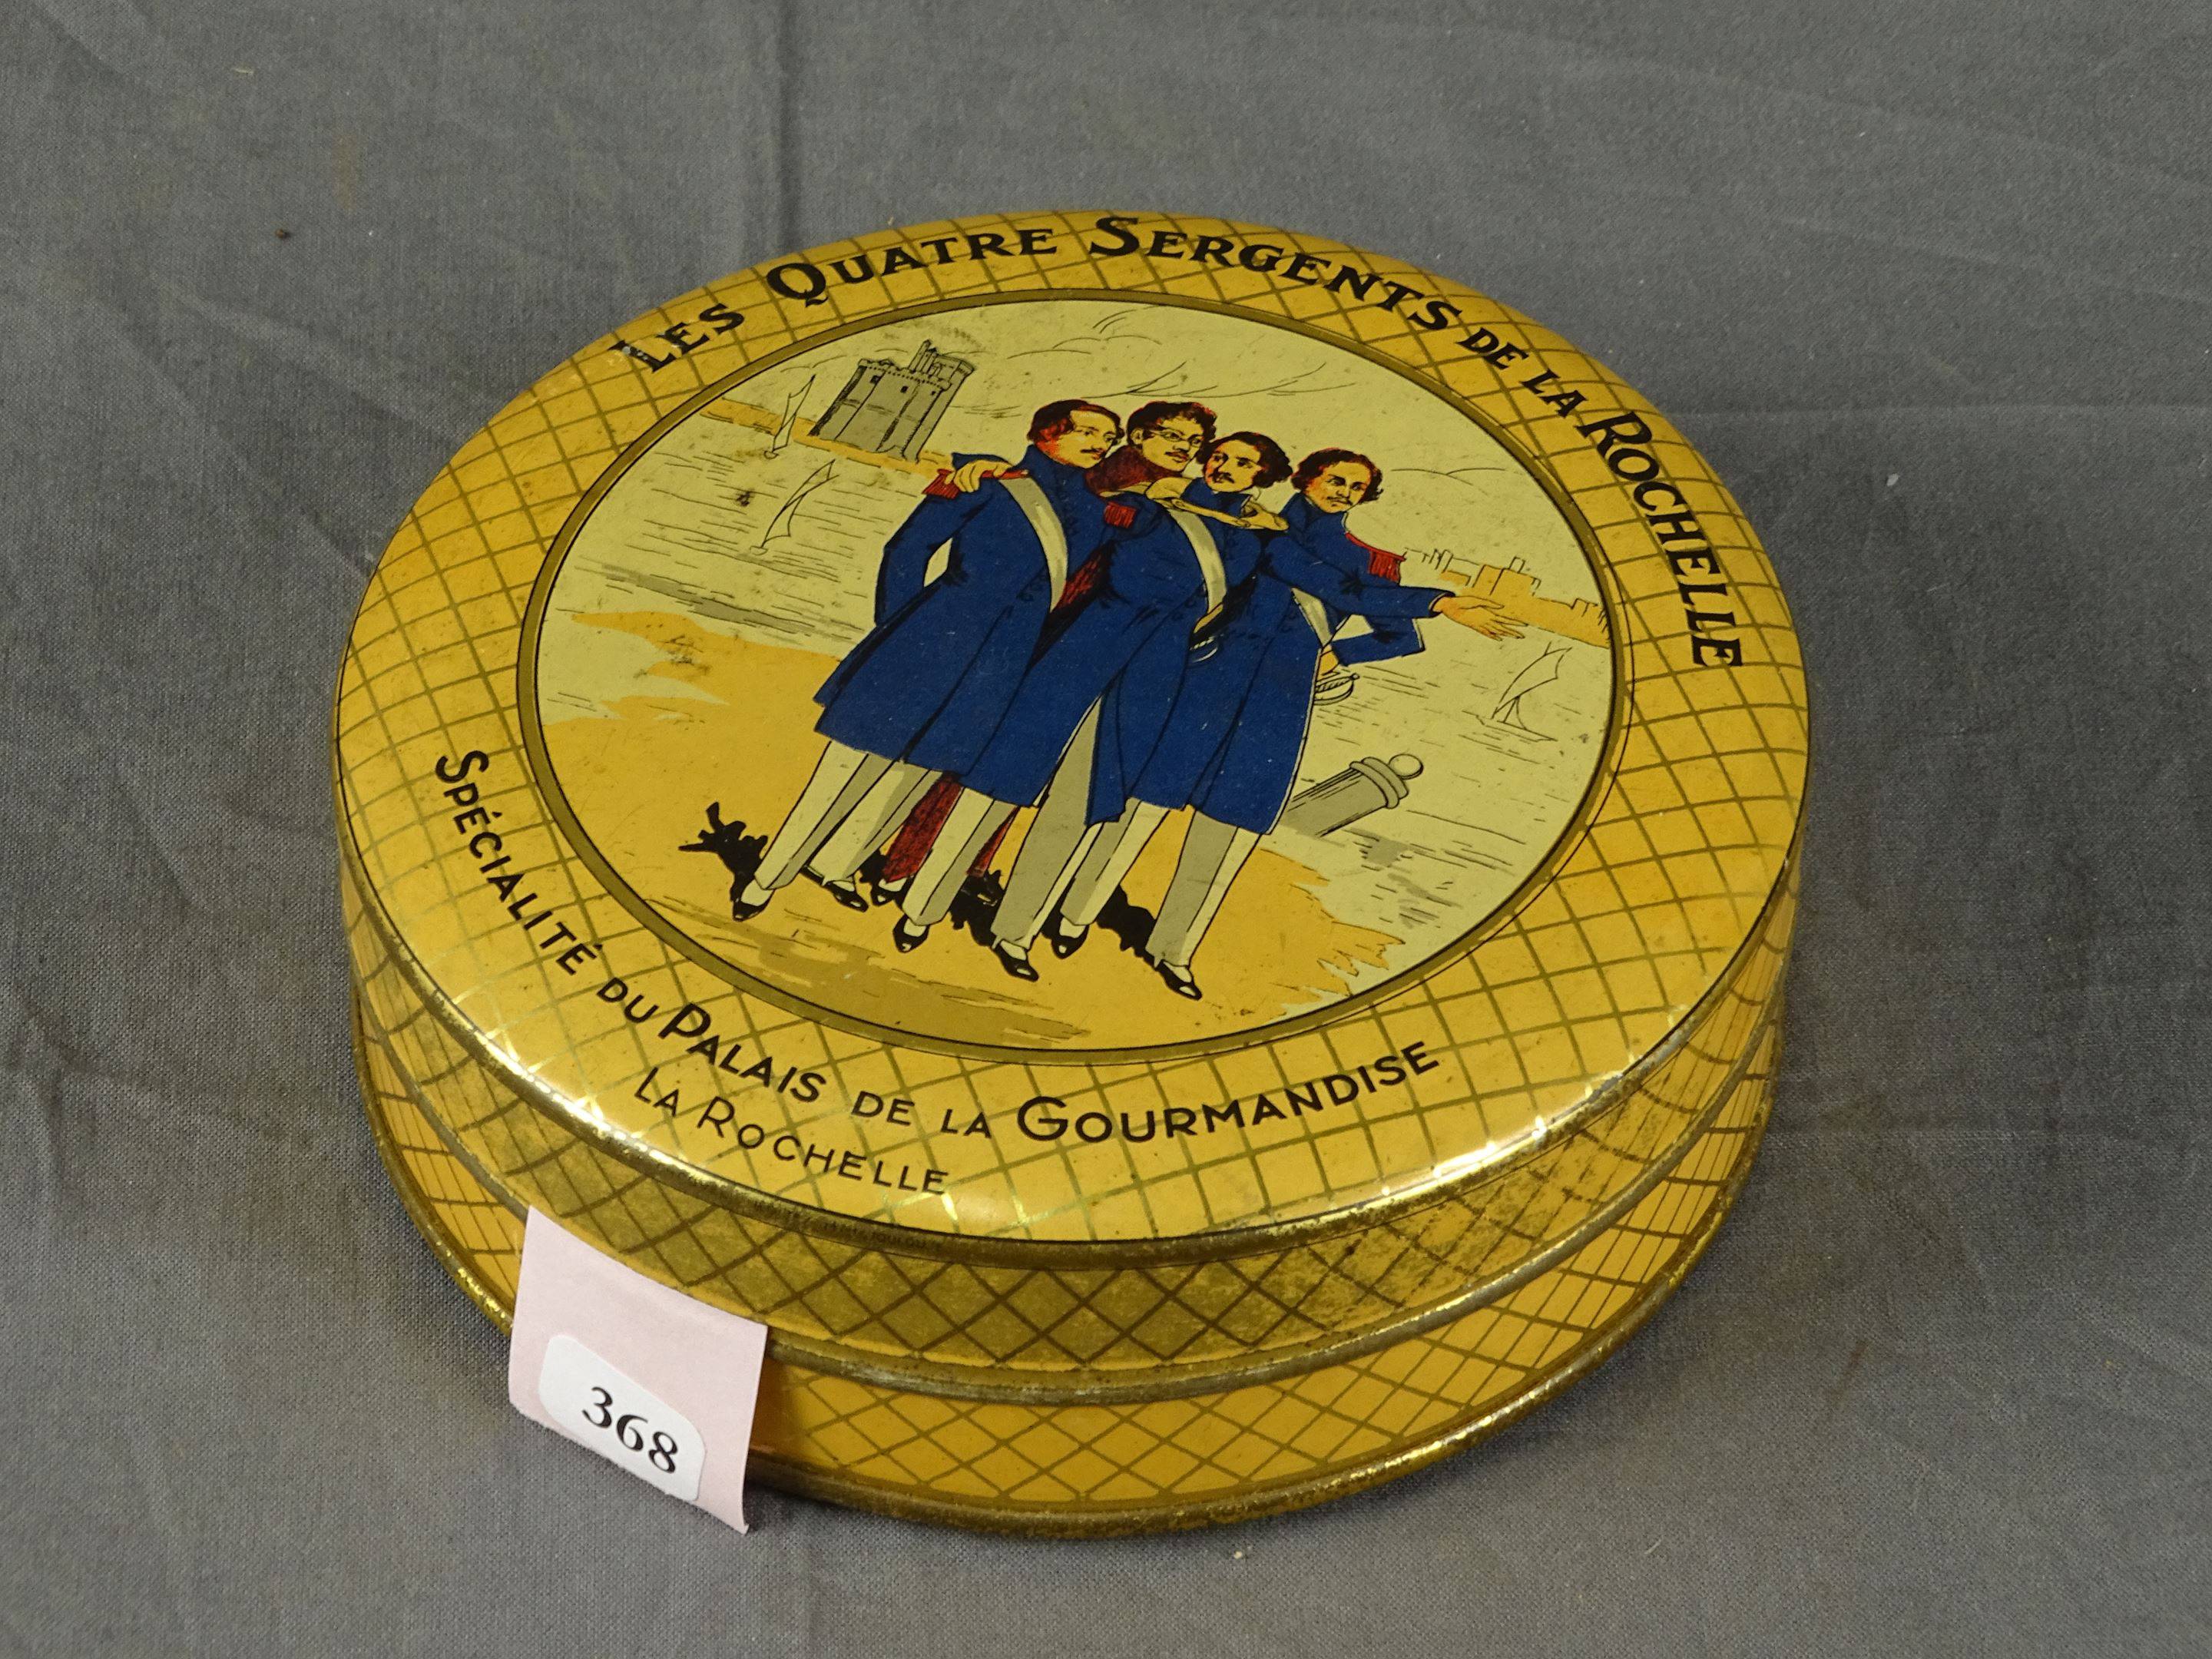 LES QUATRE SERGENTS DE LA ROCHELLE
SPÉCIALITÉ DU PALAIS DE LA GOURMANDISE
LA ROCHELLE
368